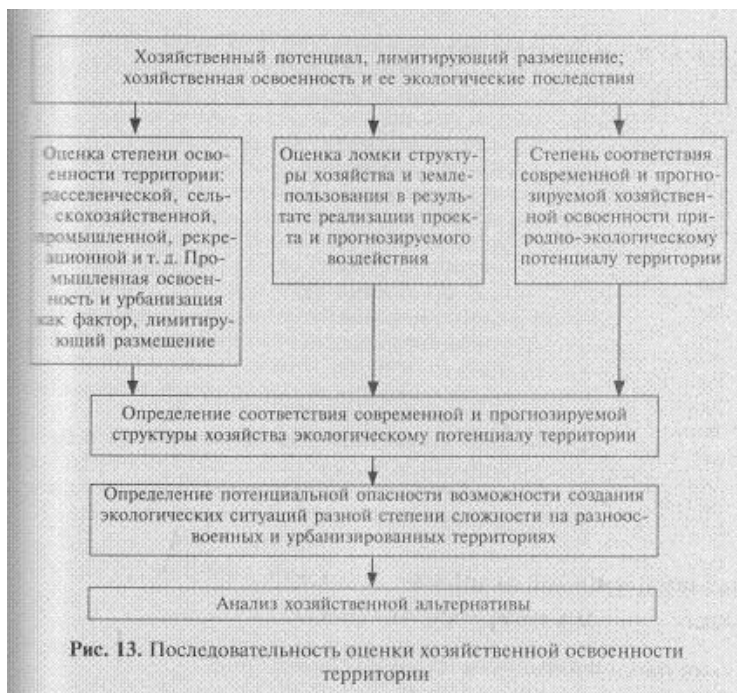 Хозяйственный потенциал, лимитирующий размещение;
хозяйственная освоенность и ее экологические последствия
Оценка степени осво-
енности территории:
расселенческой, сель-
скохозяйственной,
промышленной, рекре-
ационной и т. д. Про-
мышленная освоен-
ность и урбанизация
как фактор, лимитиру-
ющий размещение
Оценка ломки структу-
ры хозяйства и земле-
пользования в резуль-
тате реализации проек-
та и прогнозируемого
воздействия
Степень соответствия
современной и прогно-
зируемой хозяйствен-
ной освоенности при-
родно-экологическому
потенциалу территории
Определение соответствия современной и прогнозируемой
структуры хозяйства экологическому потенциалу территории
Определение потенциальной опасности возможности создания
экологических ситуаций разной степени сложности на разноос-
военных и урбанизированных территориях
Анализ хозяйственной альтернативы
Рис. 13. Последовательность оценки хозяйственной освоенности
территории